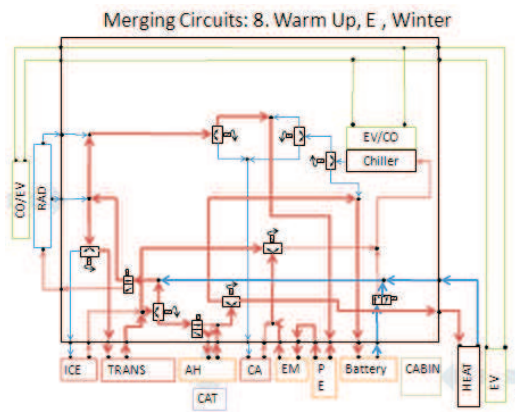 Merging Circuits: 8. Warm Up, E , Winter
EV/CO
Chiller
CO/EV
RAD
ICE
TRANS
AH
CA
EM
P
E
Battery
CABIN
HEAT
EV
CAT